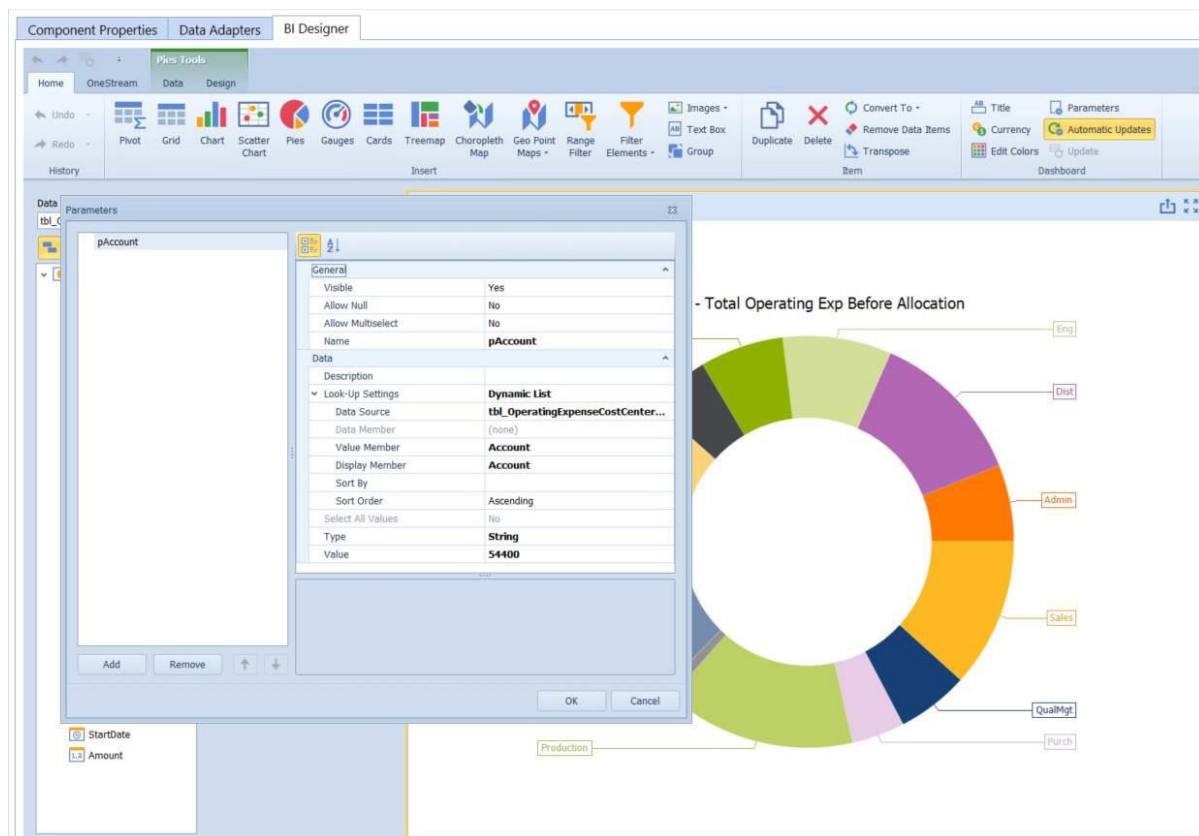 Component Properties Data Adapters BI Designer
Pies Tools
Home OneStream Data Design
Undo
Redo
History
Pivot Grid Chart Scatter Chart Pies Gauges Cards Treemap Choropleth Map Geo Point Maps Range Filter Filter Elements
Images
Text Box
Group
Insert
Duplicate Delete
Convert To
Remove Data Items
Transpose
Item
Title Parameters
Currency Automatic Updates
Edit Colors Update
Dashboard
Data
Parameters
pAccount
General
Visible Yes
Allow Null No
Allow Multiselect No
Name pAccount
Data
Description
Look-Up Settings Dynamic List
Data Source tbl_OperatingExpenseCostCenter...
Data Member (none)
Value Member Account
Display Member Account
Sort By
Sort Order Ascending
Select All Values No
Type String
Value 54400
Add Remove
OK Cancel
StartDate
1,2 Amount
- Total Operating Exp Before Allocation
Eng
Dist
Admin
Sales
QualMgt
Purch
Production